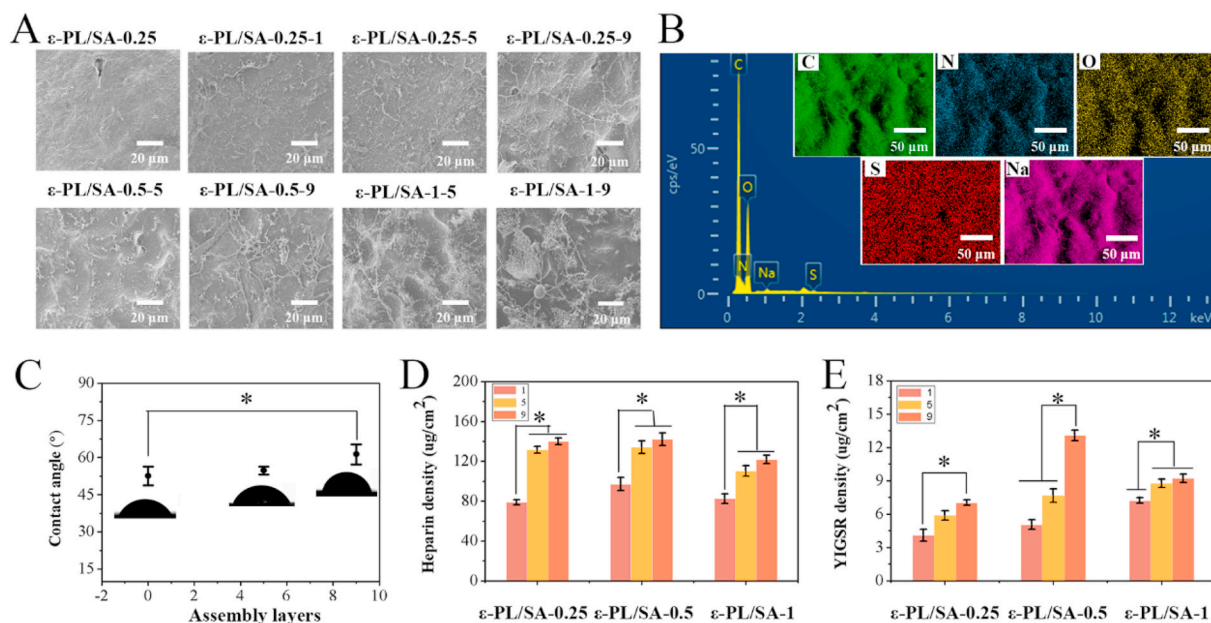 A
ε-PL/SA-0.25 ε-PL/SA-0.25-1 ε-PL/SA-0.25-5 ε-PL/SA-0.25-9
20 μm 20 μm 20 μm 20 μm
ε-PL/SA-0.5-5 ε-PL/SA-0.5-9 ε-PL/SA-1-5 ε-PL/SA-1-9
20 μm 20 μm 20 μm 20 μm
B
C N O
50 μm 50 μm 50 μm
S Na
50 μm 50 μm
cps/eV
50
0
C
O
N
Na
S
0 2 4 6 8 10 12 keV
C
Contact angle (°)
90
75
60
45
30
15
*
-2 0 2 4 6 8 10
Assembly layers
D
Heparin density (ug/cm²)
200
160
120
80
40
0
1
5
9
* * *
ε-PL/SA-0.25 ε-PL/SA-0.5 ε-PL/SA-1
E
YIGSR density (ug/cm²)
18
15
12
9
6
3
0
1
5
9
* * *
ε-PL/SA-0.25 ε-PL/SA-0.5 ε-PL/SA-1